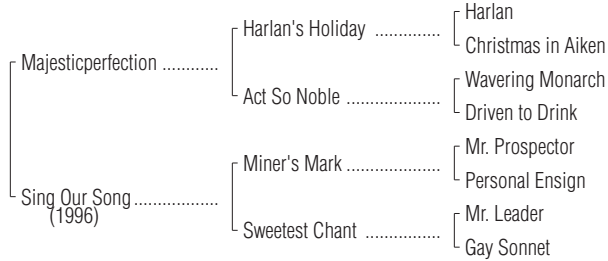 Harlan
Harlan's Holiday ..............
Christmas in Aiken
Majesticperfection ............
Wavering Monarch
Act So Noble ....................
Driven to Drink
Mr. Prospector
Miner's Mark ....................
Personal Ensign
Sing Our Song ..................
(1996)
Mr. Leader
Sweetest Chant ................
Gay Sonnet